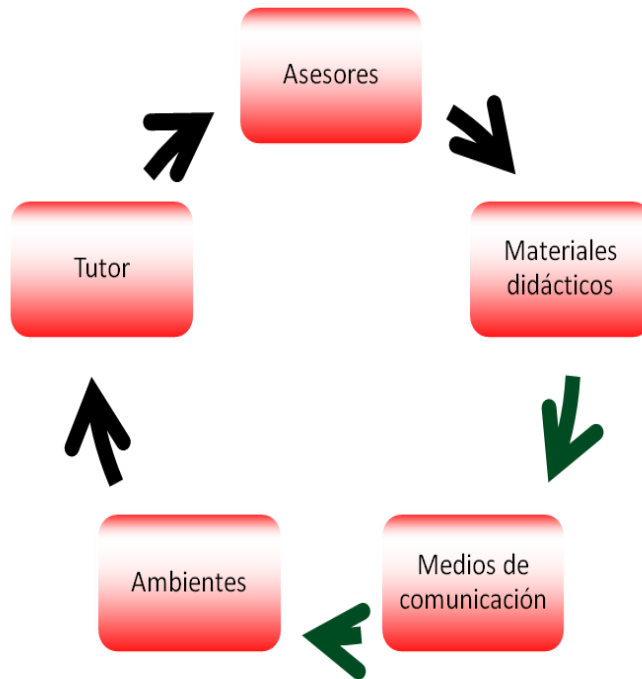 Asesores
Materiales
didácticos
Tutor
Medios de
comunicación
Ambientes